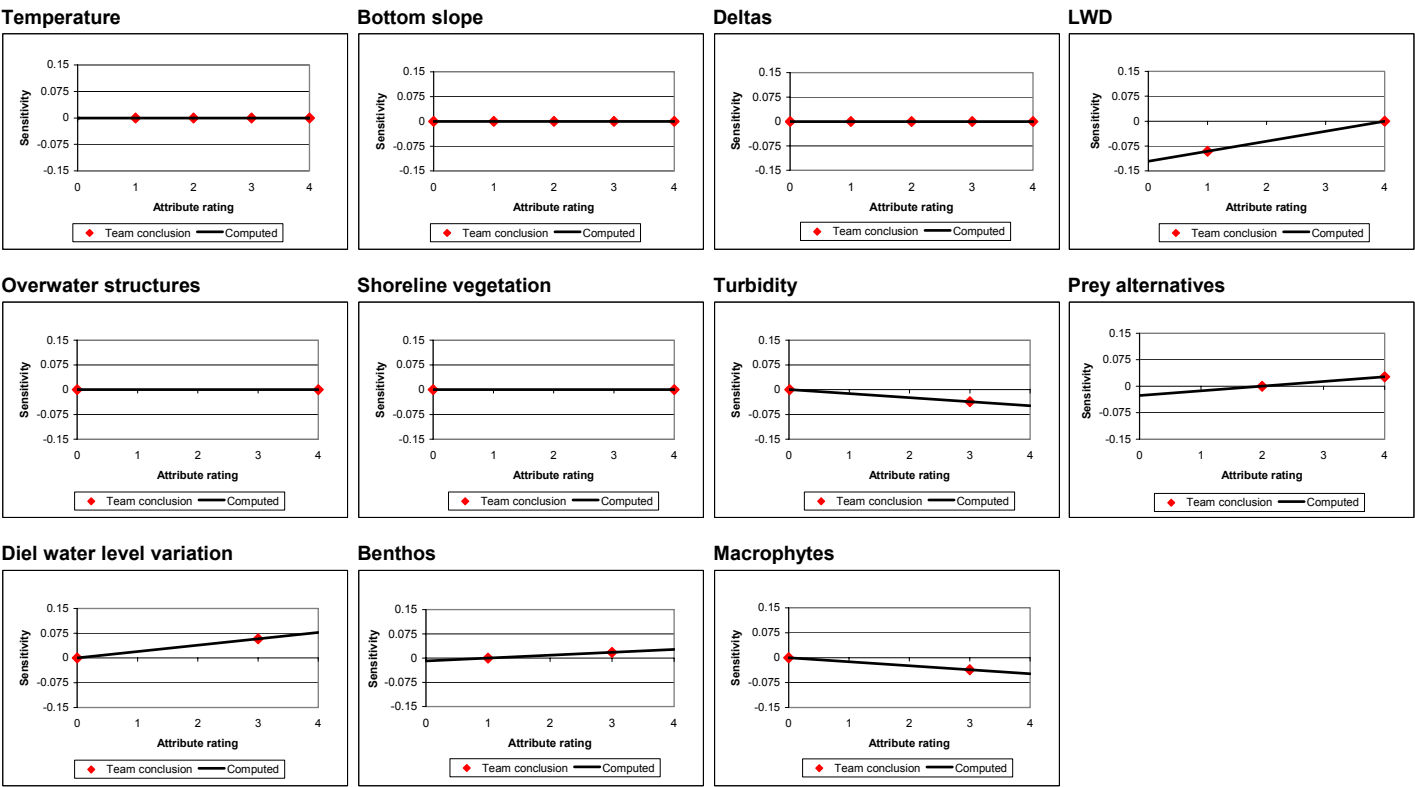 Temperature
0.15
0.075
0
-0.075
-0.15
Sensitivity
0 1 2 3 4
Attribute rating
Team conclusion Computed
Bottom slope
0.15
0.075
0
-0.075
-0.15
Sensitivity
0 1 2 3 4
Attribute rating
Team conclusion Computed
Deltas
0.15
0.075
0
-0.075
-0.15
Sensitivity
0 1 2 3 4
Attribute rating
Team conclusion Computed
LWD
0.15
0.075
0
-0.075
-0.15
Sensitivity
0 1 2 3 4
Attribute rating
Team conclusion Computed
Overwater structures
0.15
0.075
0
-0.075
-0.15
Sensitivity
0 1 2 3 4
Attribute rating
Team conclusion Computed
Shoreline vegetation
0.15
0.075
0
-0.075
-0.15
Sensitivity
0 1 2 3 4
Attribute rating
Team conclusion Computed
Turbidity
0.15
0.075
0
-0.075
-0.15
Sensitivity
0 1 2 3 4
Attribute rating
Team conclusion Computed
Prey alternatives
0.15
0.075
0
-0.075
-0.15
Sensitivity
0 1 2 3 4
Attribute rating
Team conclusion Computed
Diel water level variation
0.15
0.075
0
-0.075
-0.15
Sensitivity
0 1 2 3 4
Attribute rating
Team conclusion Computed
Benthos
0.15
0.075
0
-0.075
-0.15
Sensitivity
0 1 2 3 4
Attribute rating
Team conclusion Computed
Macrophytes
0.15
0.075
0
-0.075
-0.15
Sensitivity
0 1 2 3 4
Attribute rating
Team conclusion Computed